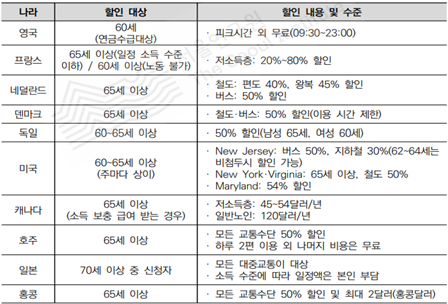 나라 할인 대상 할인 내용 및 수준
영국 60세 (연금수급대상) · 피크시간 외 무료(09:30~23:00)
프랑스 65세 이상(일정 소득 수준 이하) / 60세 이상(노동 불가) · 저소득층: 20%~80% 할인
네덜란드 65세 이상 · 철도: 편도 40%, 왕복 45% 할인
· 버스: 50% 할인
덴마크 65세 이상 · 철도·버스: 50% 할인(이용 시간 제한)
독일 60~65세 이상 · 50% 할인(남성 65세, 여성 60세)
미국 60~65세 이상 (주마다 상이) · New Jersey: 버스 50%, 지하철 30%(62~64세는 비첨두시 할인 가능)
· New York·Virginia: 65세 이상, 철도 50%
· Maryland: 54% 할인
캐나다 65세 이상 (소득 보충 급여 받는 경우) · 저소득층: 45~54달러/년
· 일반노인: 120달러/년
호주 65세 이상 · 모든 교통수단 50% 할인
· 하루 2편 이용 외 나머지 비용은 무료
일본 70세 이상 중 신청자 · 모든 대중교통이 대상
· 소득 수준에 따라 일정액은 본인 부담
홍콩 65세 이상 · 모든 교통수단 50% 할인 및 최대 2달러(홍콩달러)